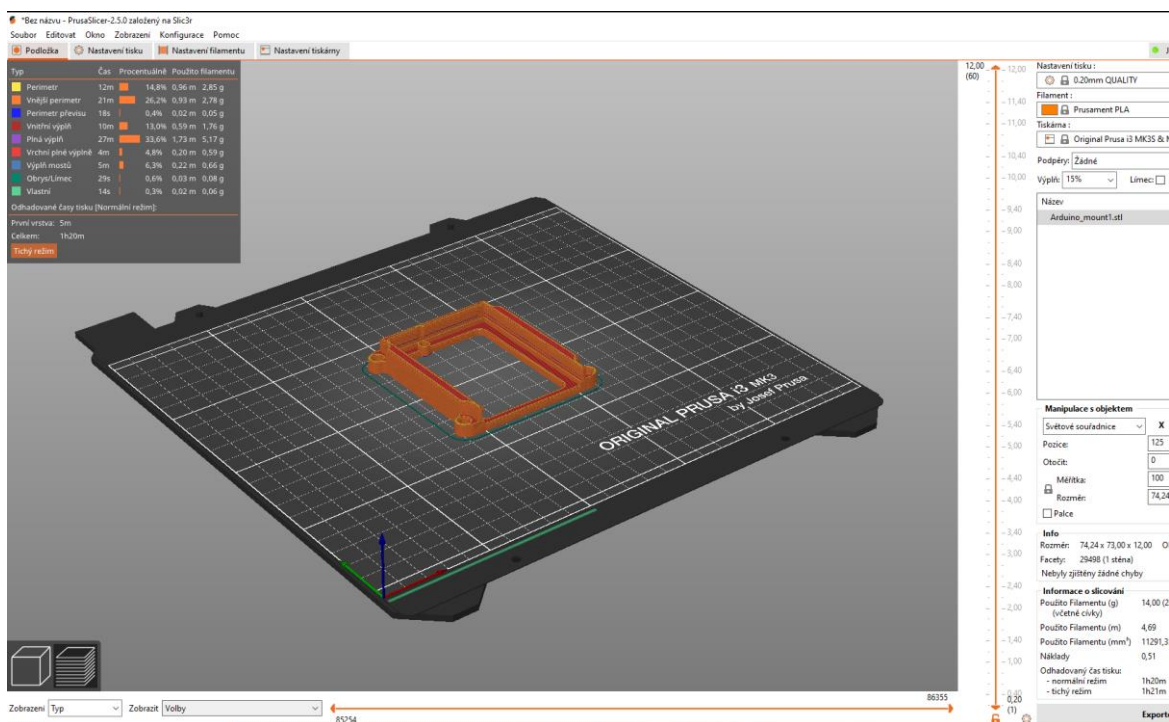 *Bez názvu - PrusaSlicer-2.5.0 založený na Slic3r
Soubor Editovat Okno Zobrazení Konfigurace Pomoc
Podložka Nastavení tisku Nastavení filamentu Nastavení tiskárny
Typ Čas Procentuálně Použito filamentu
Perimetr 12m 14,8% 0,96 m 2,85 g
Vnější perimetr 21m 26,2% 0,93 m 2,78 g
Perimetr převisu 18s 0,4% 0,02 m 0,05 g
Vnitřní výplň 10m 13,0% 0,59 m 1,76 g
Plná výplň 27m 33,6% 1,73 m 5,17 g
Vrchní plné výplně 4m 4,8% 0,20 m 0,59 g
Výplň mostů 5m 6,3% 0,22 m 0,66 g
Obrys/Límec 29s 0,6% 0,03 m 0,08 g
Vlastní 14s 0,3% 0,02 m 0,06 g
Odhadované časy tisku [Normální režim]:
První vrstva: 5m
Celkem: 1h20m
Tichý režim
ORIGINAL PRUSA i3 MK3
by Josef Prusa
12,00
(60)
12,00
11,40
11,00
10,40
10,00
9,40
9,00
8,40
8,00
7,40
7,00
6,40
6,00
5,40
5,00
4,40
4,00
3,40
3,00
2,40
2,00
1,40
1,00
0,40
0,20
(1)
Nastavení tisku :
0.20mm QUALITY
Filament :
Prusament PLA
Tiskárna :
Original Prusa i3 MK3S & M
Podpěry: Žádné
Výplň: 15% Límec:
Název
Arduino_mount1.stl
Manipulace s objektem
Světové souřadnice X
Pozice: 125
Otočit: 0
Měřítka: 100
Rozměr: 74,24
Palce
Info
Rozměr: 74,24 x 73,00 x 12,00
Facety: 29498 (1 stěna)
Nebyly zjištěny žádné chyby
Informace o slicování
Použito Filamentu (g) 14,00 (2
(včetně cívky)
Použito Filamentu (m) 4,69
Použito Filamentu (mm³) 11291,3
Náklady 0,51
Odhadovaný čas tisku:
- normální režim 1h20m
- tichý režim 1h21m
Zobrazení Typ Zobrazit Volby
85254
86355
Export